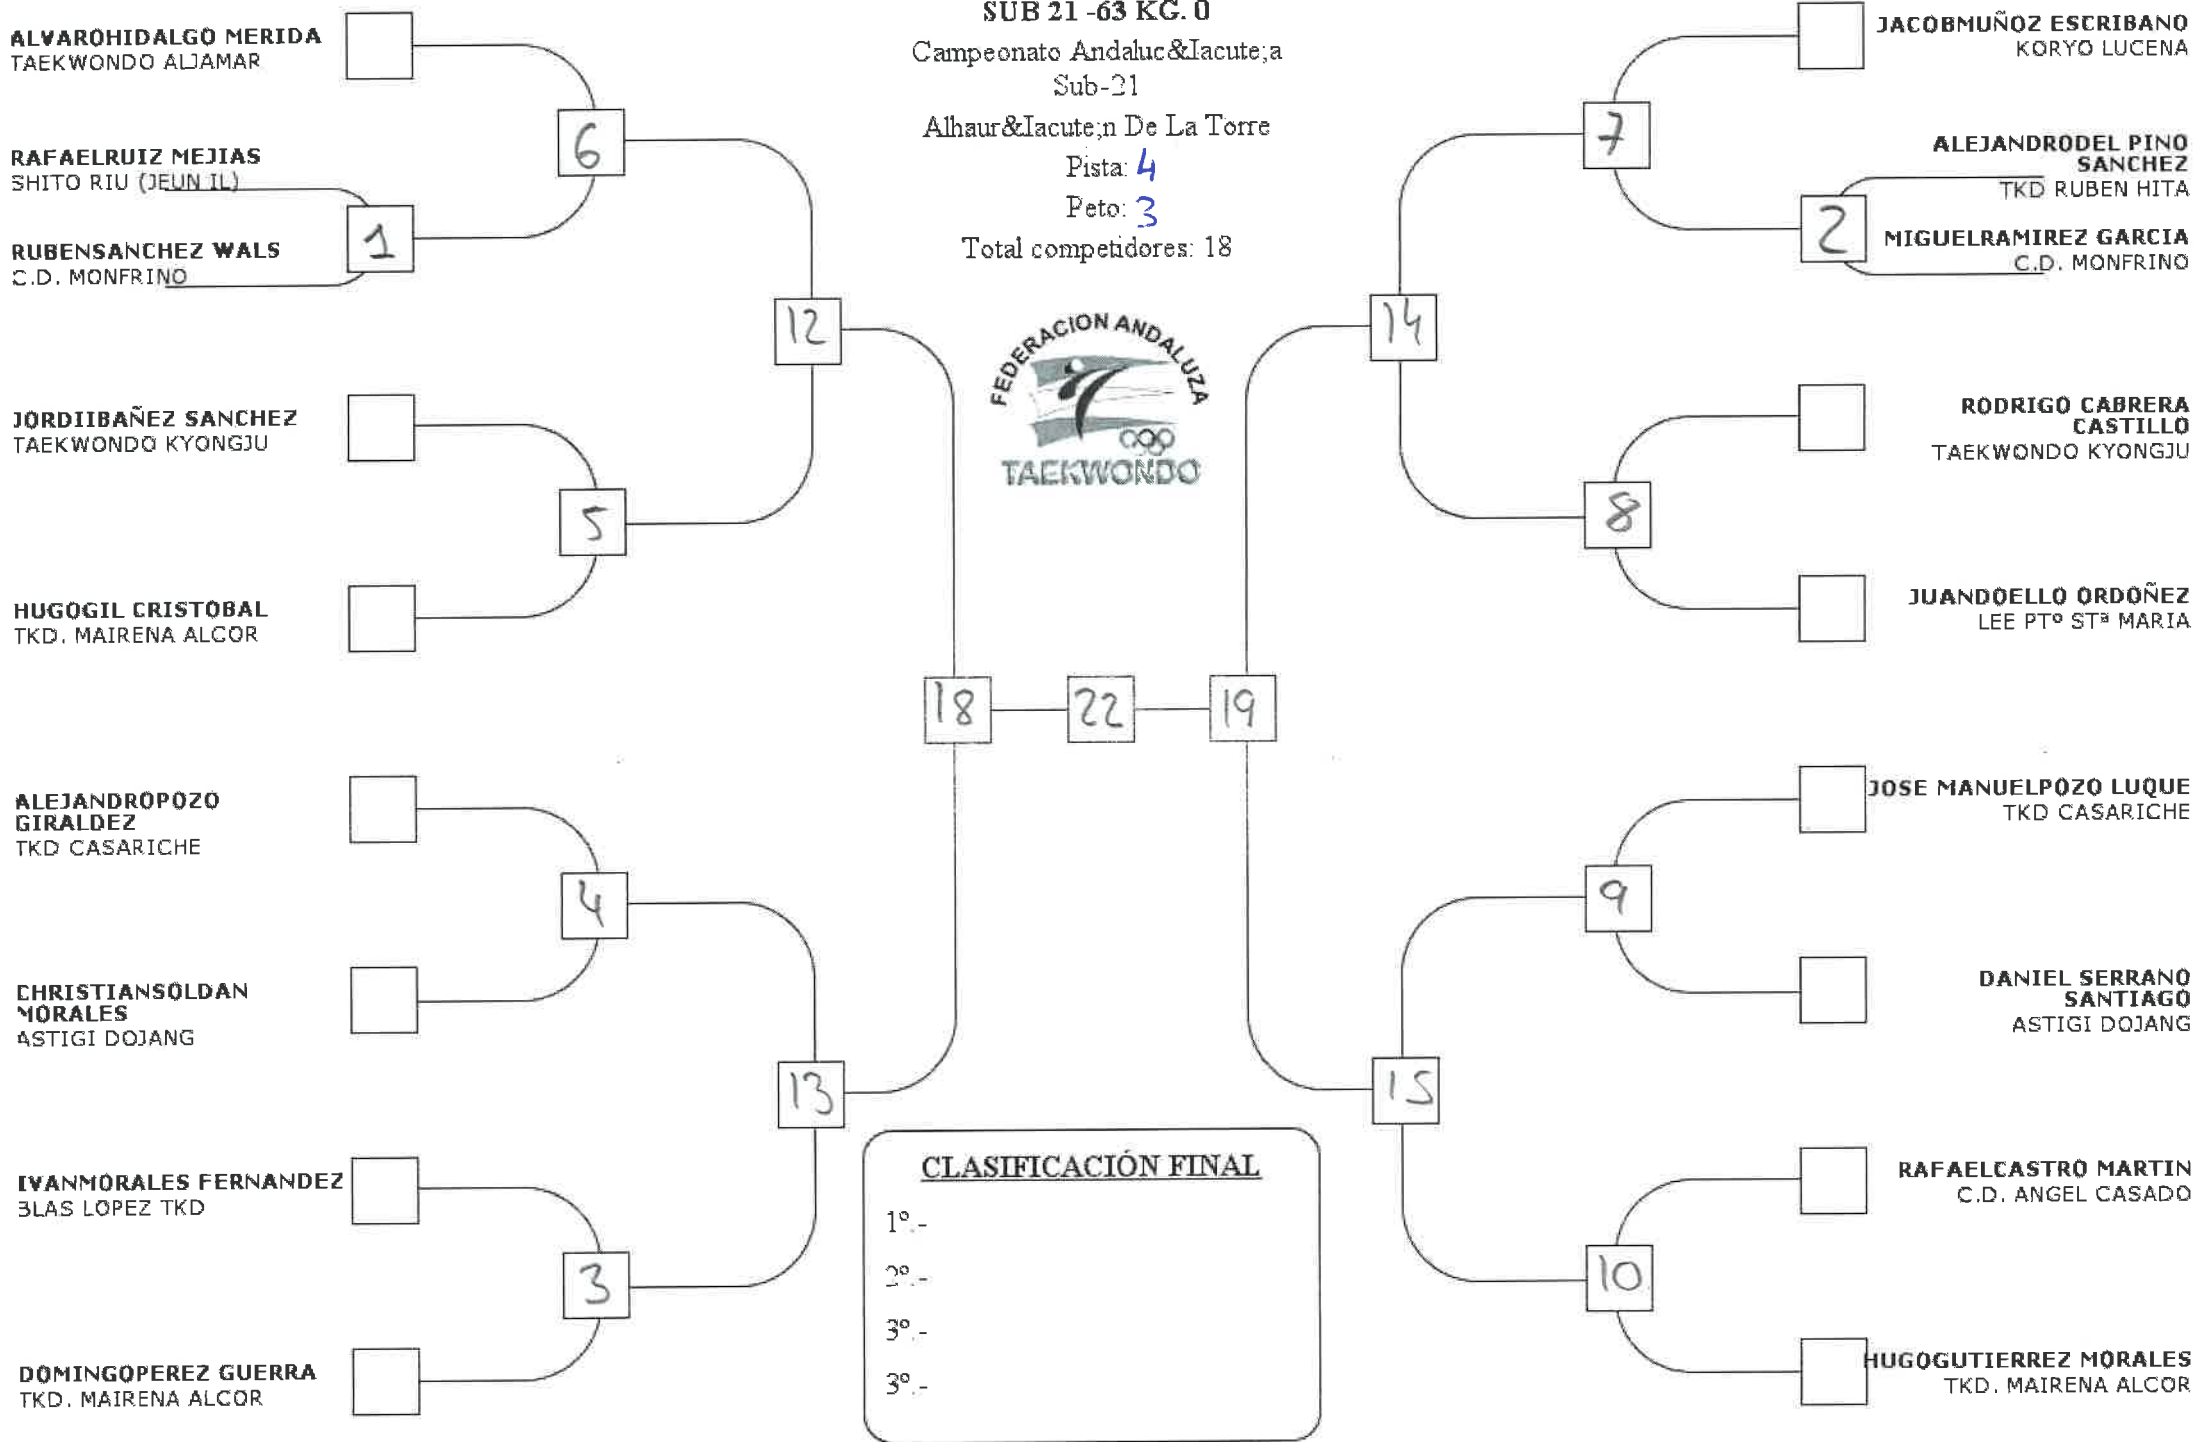 SUB 21 -63 KG. 0
Campeonato Andaluc&Iacute;a
Sub-21
Alhaur&Iacute;n De La Torre
Pista: 4
Peto: 3
Total competidores: 18
FEDERACION ANDALUZA
TAEKWONDO
ALVAROHIDALGO MERIDA
TAEKWONDO ALJAMAR
6
RAFAELRUIZ MEJIAS
SHITO RIU (JEUN IL)
1
RUBENSANCHEZ WALS
C.D. MONFRINO
12
JORDIIBAÑEZ SANCHEZ
TAEKWONDO KYONGJU
5
HUGOGIL CRISTOBAL
TKD. MAIRENA ALCOR
18
22
19
ALEJANDROPOZO
GIRALDEZ
TKD CASARICHE
4
CHRISTIANSOLDAN
MORALES
ASTIGI DOJANG
13
IVANMORALES FERNANDEZ
BLAS LOPEZ TKD
3
DOMINGOPEREZ GUERRA
TKD. MAIRENA ALCOR
JACOBMUÑOZ ESCRIBANO
KORYO LUCENA
7
ALEJANDRODEL PINO
SANCHEZ
TKD RUBEN HITA
2
MIGUELRAMIREZ GARCIA
C.D. MONFRINO
14
RODRIGO CABRERA
CASTILLO
TAEKWONDO KYONGJU
8
JUANDOELLO ORDOÑEZ
LEE PTº STª MARIA
JOSE MANUELPOZO LUQUE
TKD CASARICHE
9
DANIEL SERRANO
SANTIAGO
ASTIGI DOJANG
15
RAFAELCASTRO MARTIN
C.D. ANGEL CASADO
10
HUGOGUTIERREZ MORALES
TKD. MAIRENA ALCOR
CLASIFICACIÓN FINAL
1º.-
2º.-
3º.-
3º.-